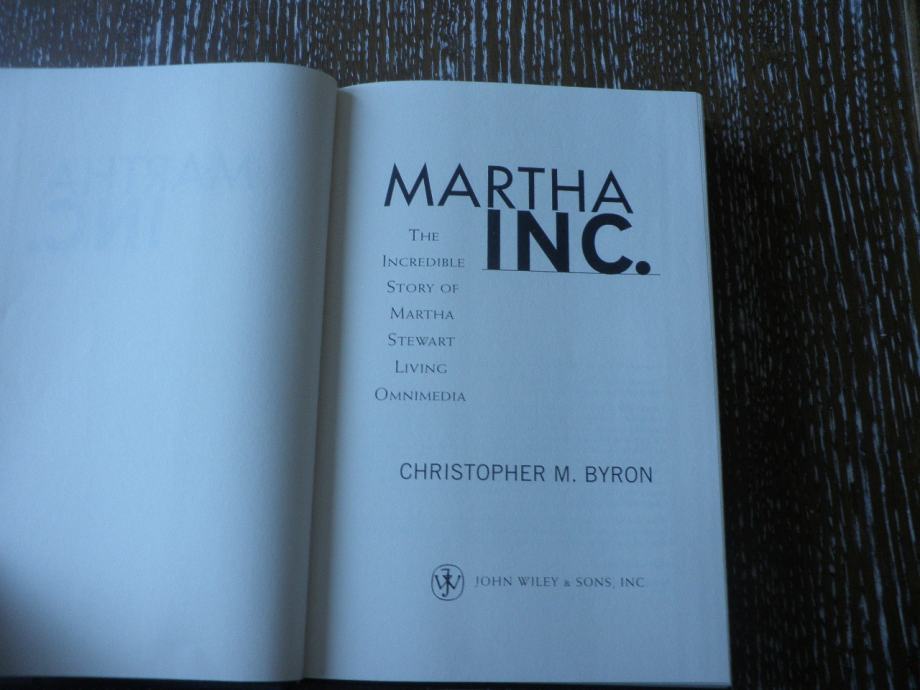 MARTHA
INC.
THE
INCREDIBLE
STORY OF
MARTHA
STEWART
LIVING
OMNIMEDIA
CHRISTOPHER M. BYRON
JOHN WILEY & SONS, INC